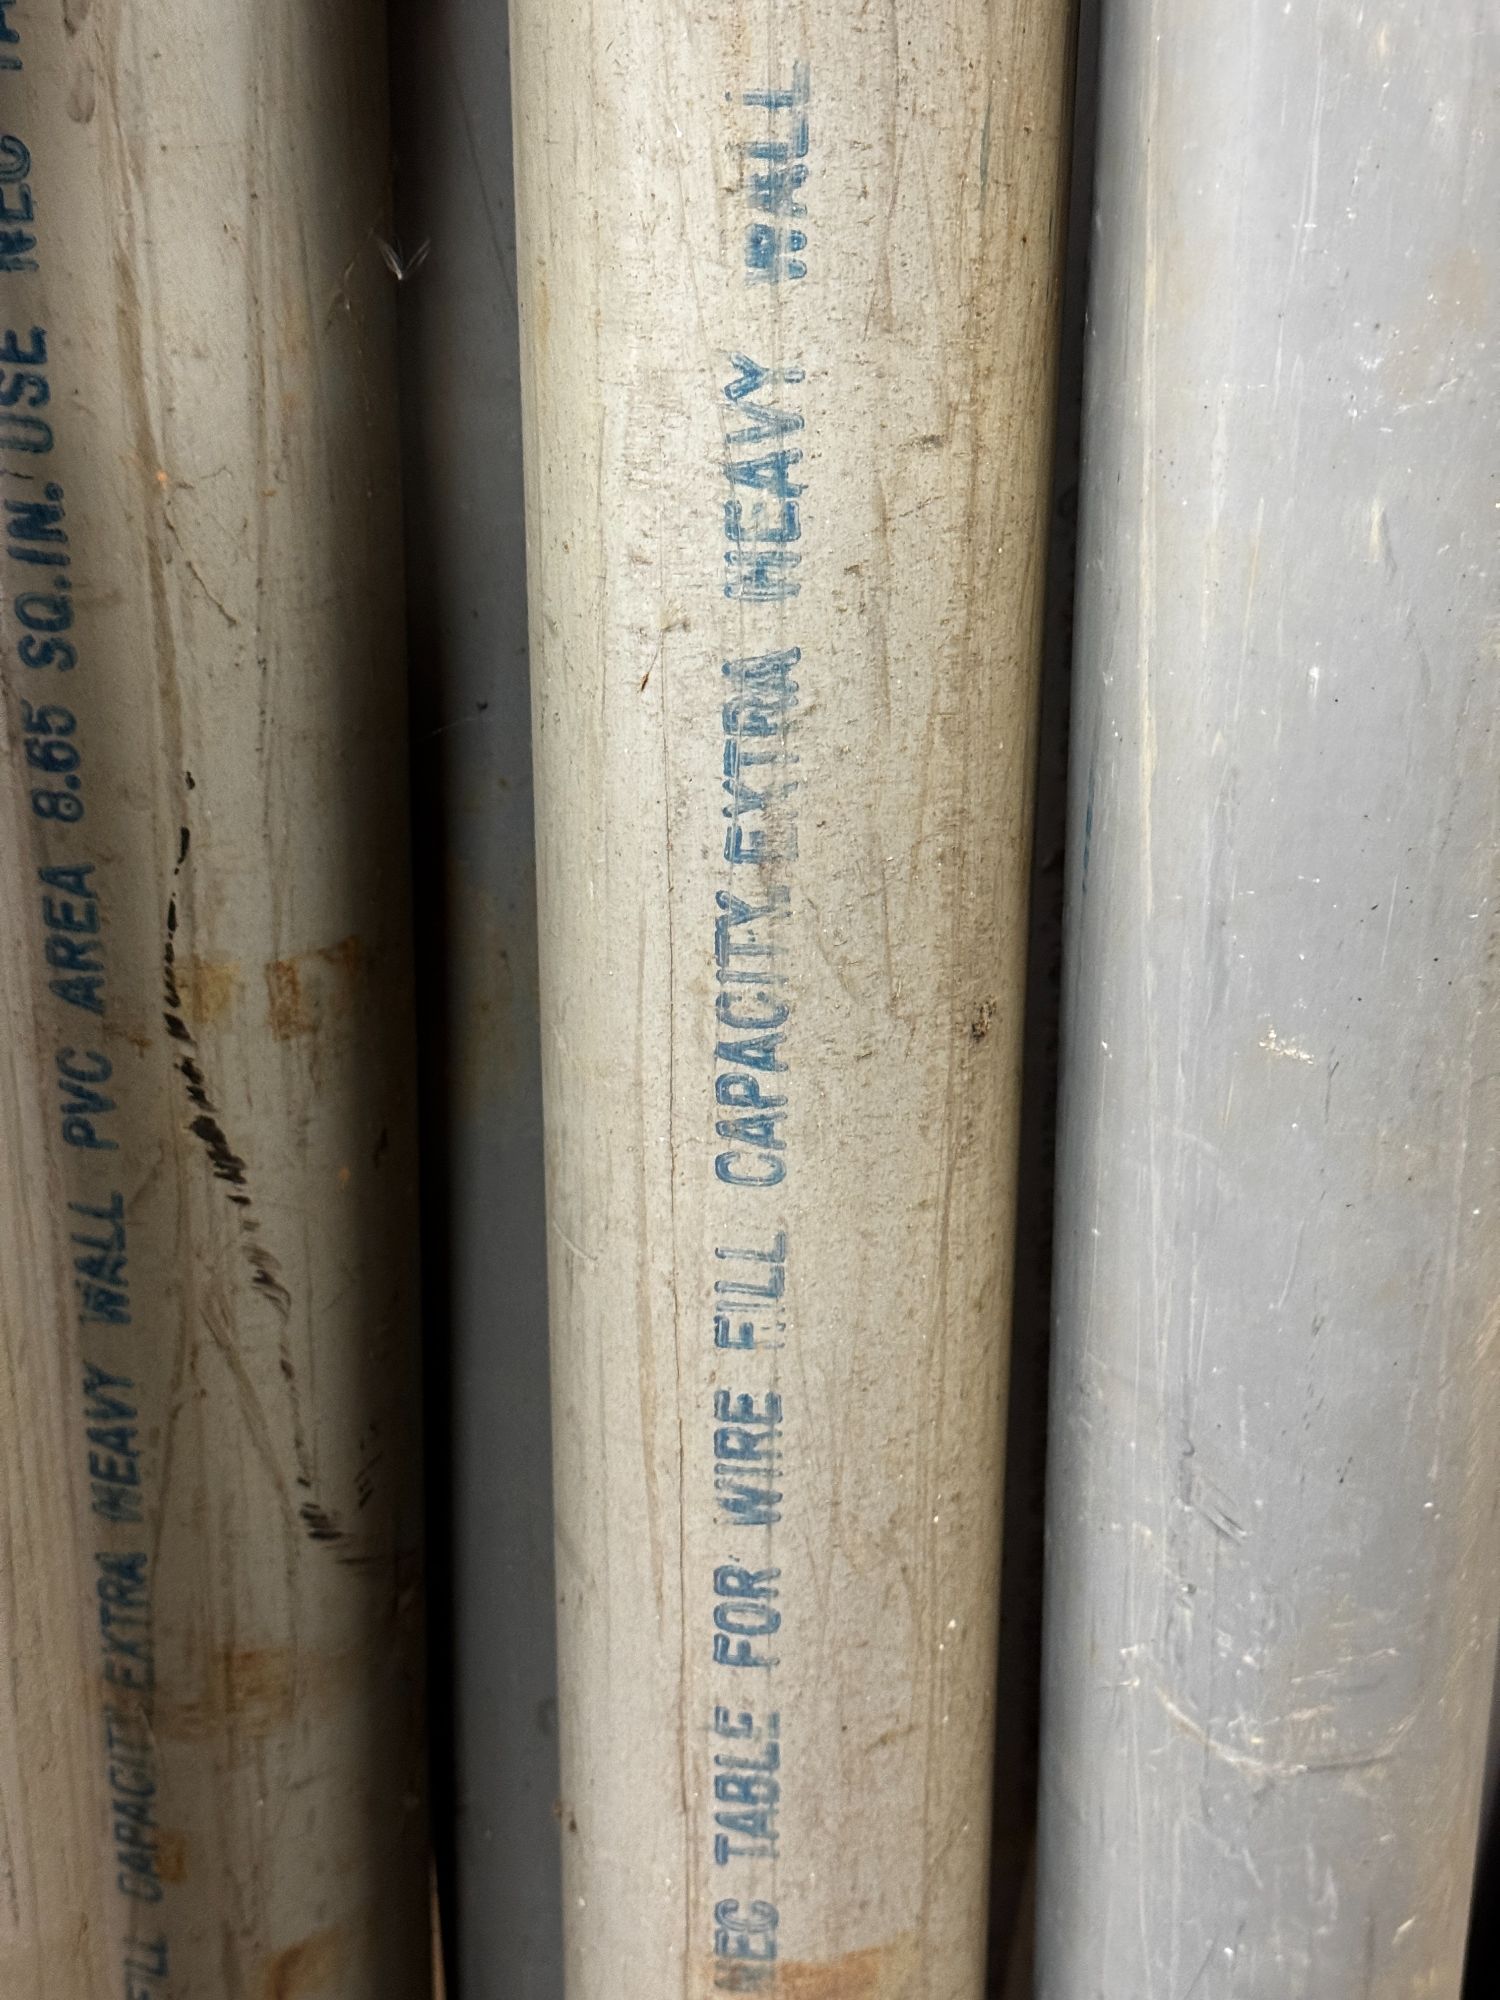 FILL CAPACITY.EXTRA HEAVY WALL PVC AREA 8.65 SQ.IN. USE NEC
NEC TABLE FOR WIRE FILL CAPACITY.EXTRA HEAVY WALL